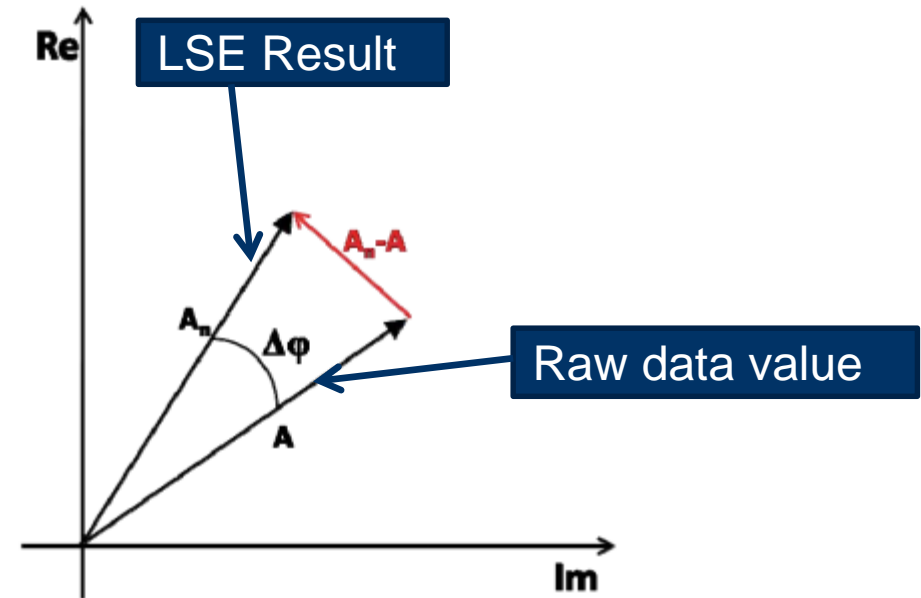 Re
LSE Result
Aₙ-A
Aₙ
Δφ
Raw data value
A
Im